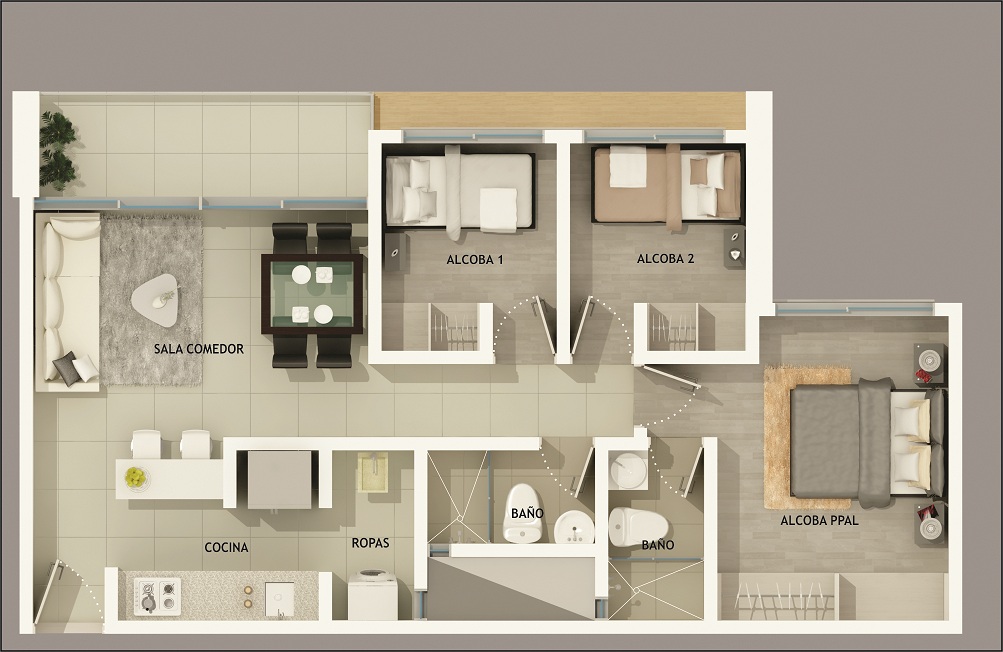 ALCOBA 1
ALCOBA 2
SALA COMEDOR
BAÑO
ALCOBA PPAL
COCINA
ROPAS
BAÑO